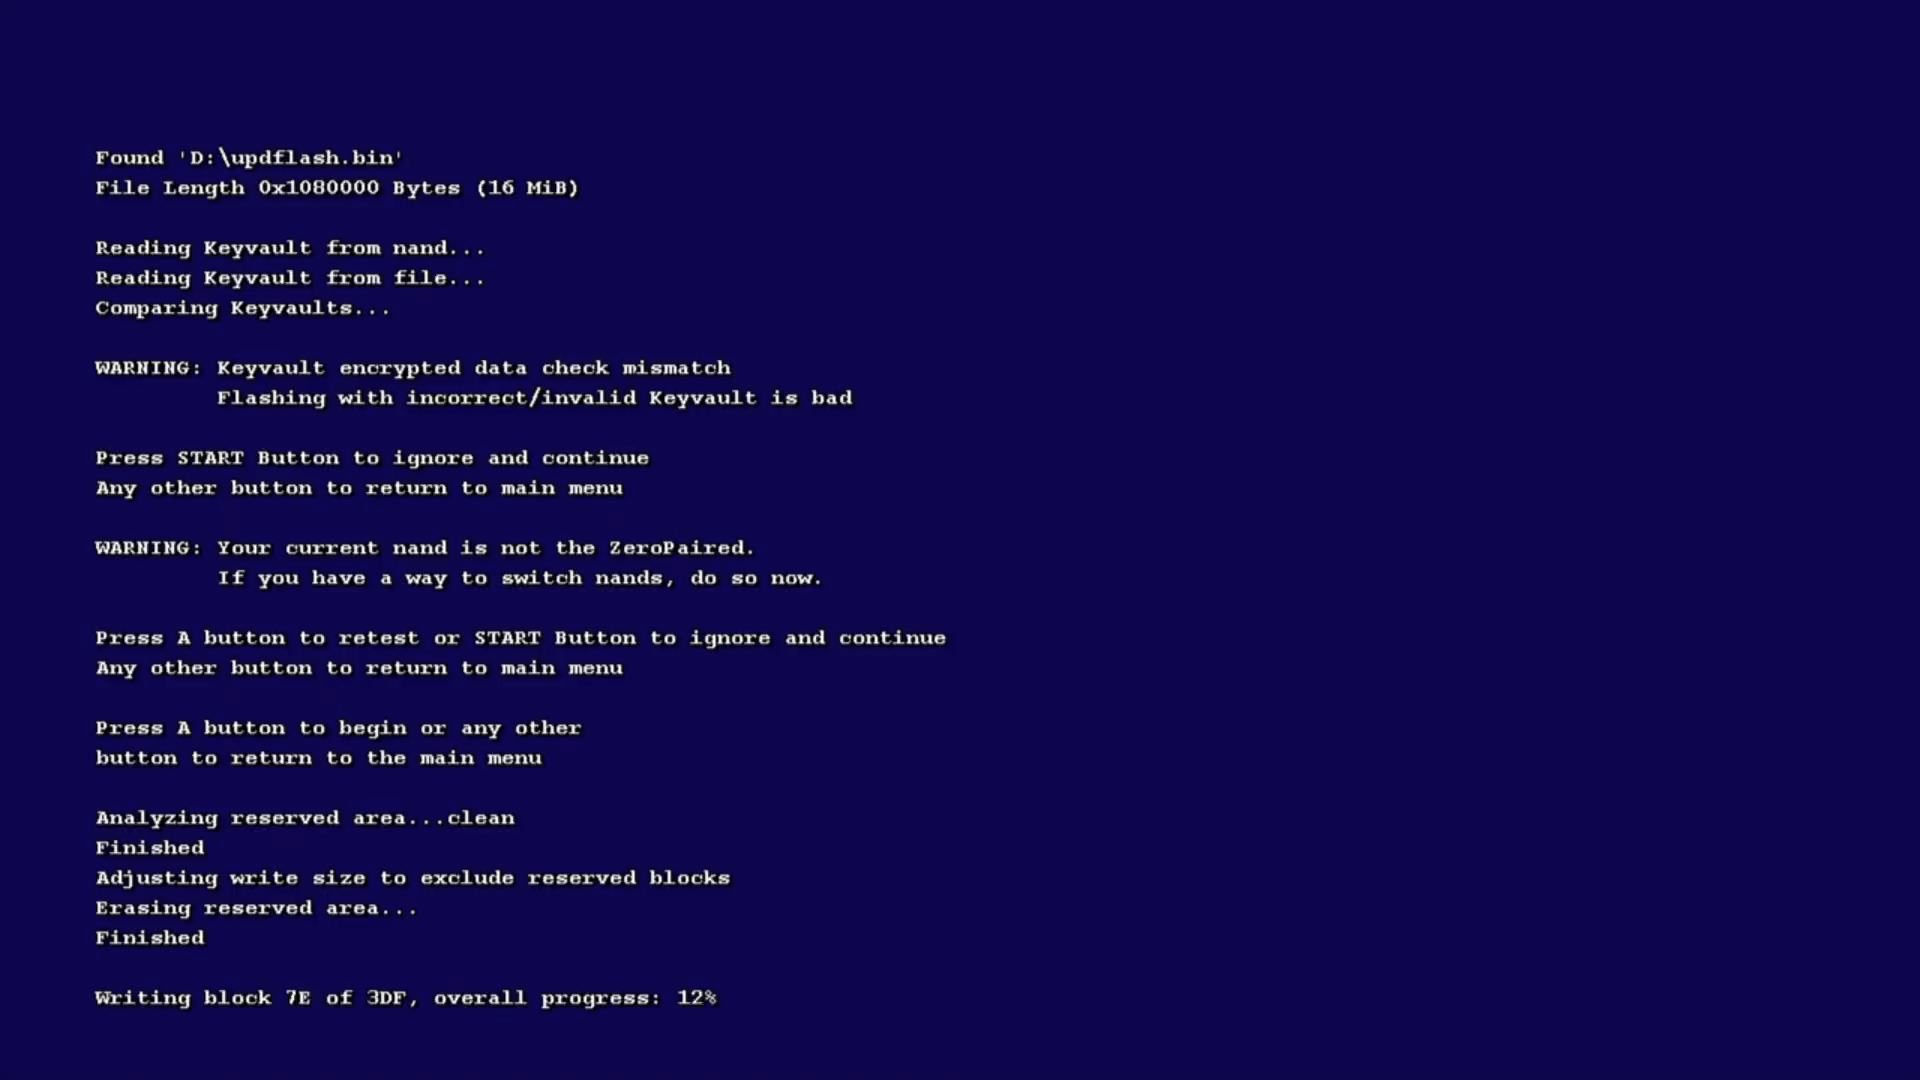 Found 'D:\updflash.bin'
File Length 0x1080000 Bytes (16 MiB)
Reading Keyvault from nand...
Reading Keyvault from file...
Comparing Keyvaults...
WARNING: Keyvault encrypted data check mismatch
Flashing with incorrect/invalid Keyvault is bad
Press START Button to ignore and continue
Any other button to return to main menu
WARNING: Your current nand is not the ZeroPaired.
If you have a way to switch nands, do so now.
Press A button to retest or START Button to ignore and continue
Any other button to return to main menu
Press A button to begin or any other
button to return to the main menu
Analyzing reserved area...clean
Finished
Adjusting write size to exclude reserved blocks
Erasing reserved area...
Finished
Writing block 7E of 3DF, overall progress: 12%